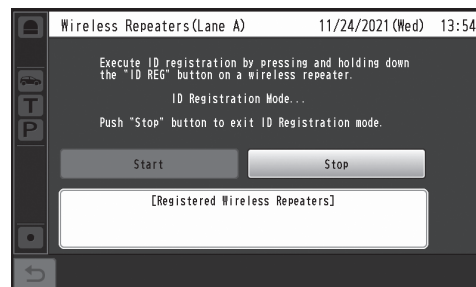 Wireless Repeaters(Lane A) 11/24/2021(Wed) 13:54
Execute ID registration by pressing and holding down
the "ID REG" button on a wireless repeater.
ID Registration Mode...
Push "Stop" button to exit ID Registration mode.
T
P
Start Stop
[Registered Wireless Repeaters]